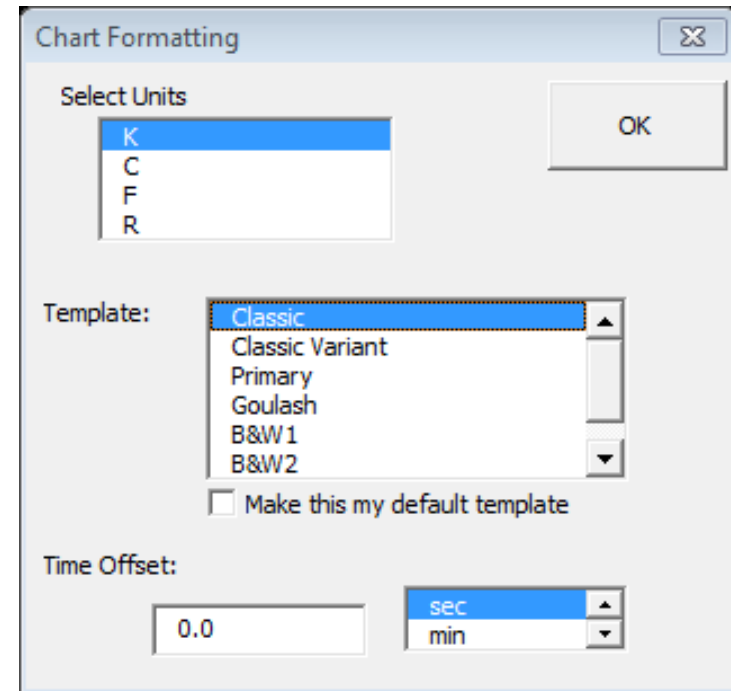 Chart Formatting
Select Units
OK
K
C
F
R
Template:
Classic
Classic Variant
Primary
Goulash
B&W1
B&W2
Make this my default template
Time Offset:
0.0
sec
min